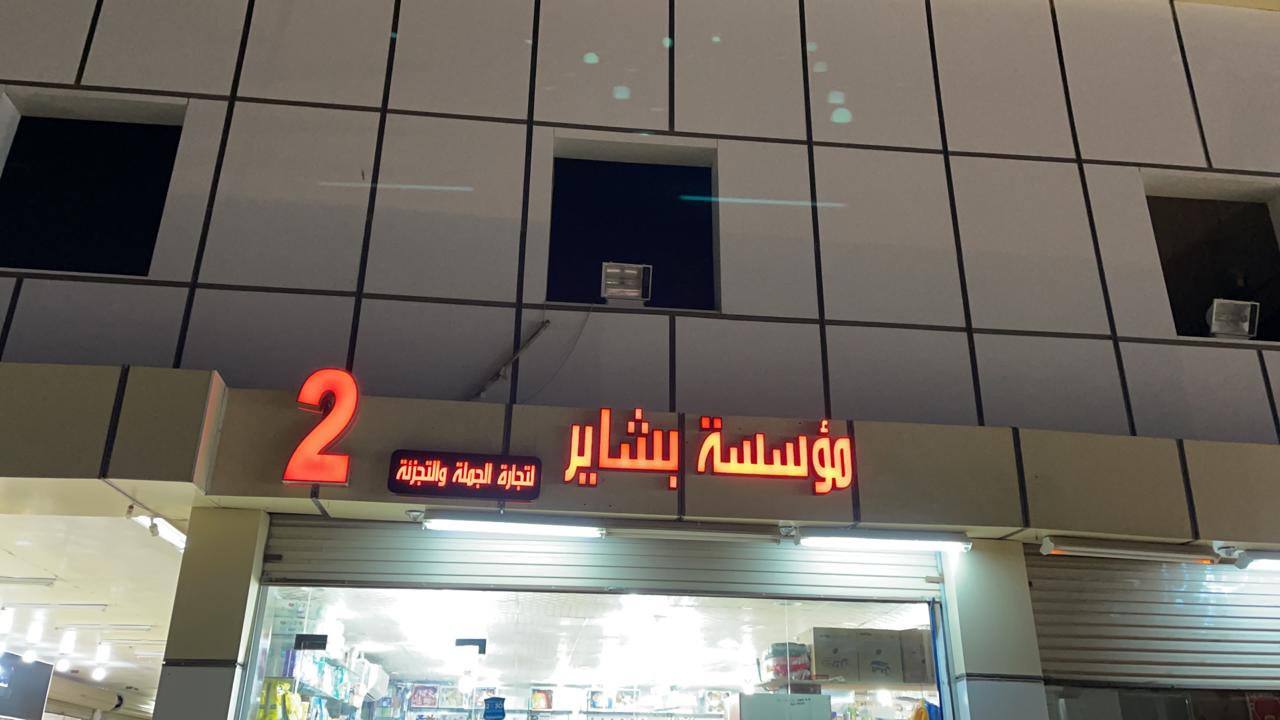 مؤسسة بشاير
لتجارة الجملة والتجزئة
2